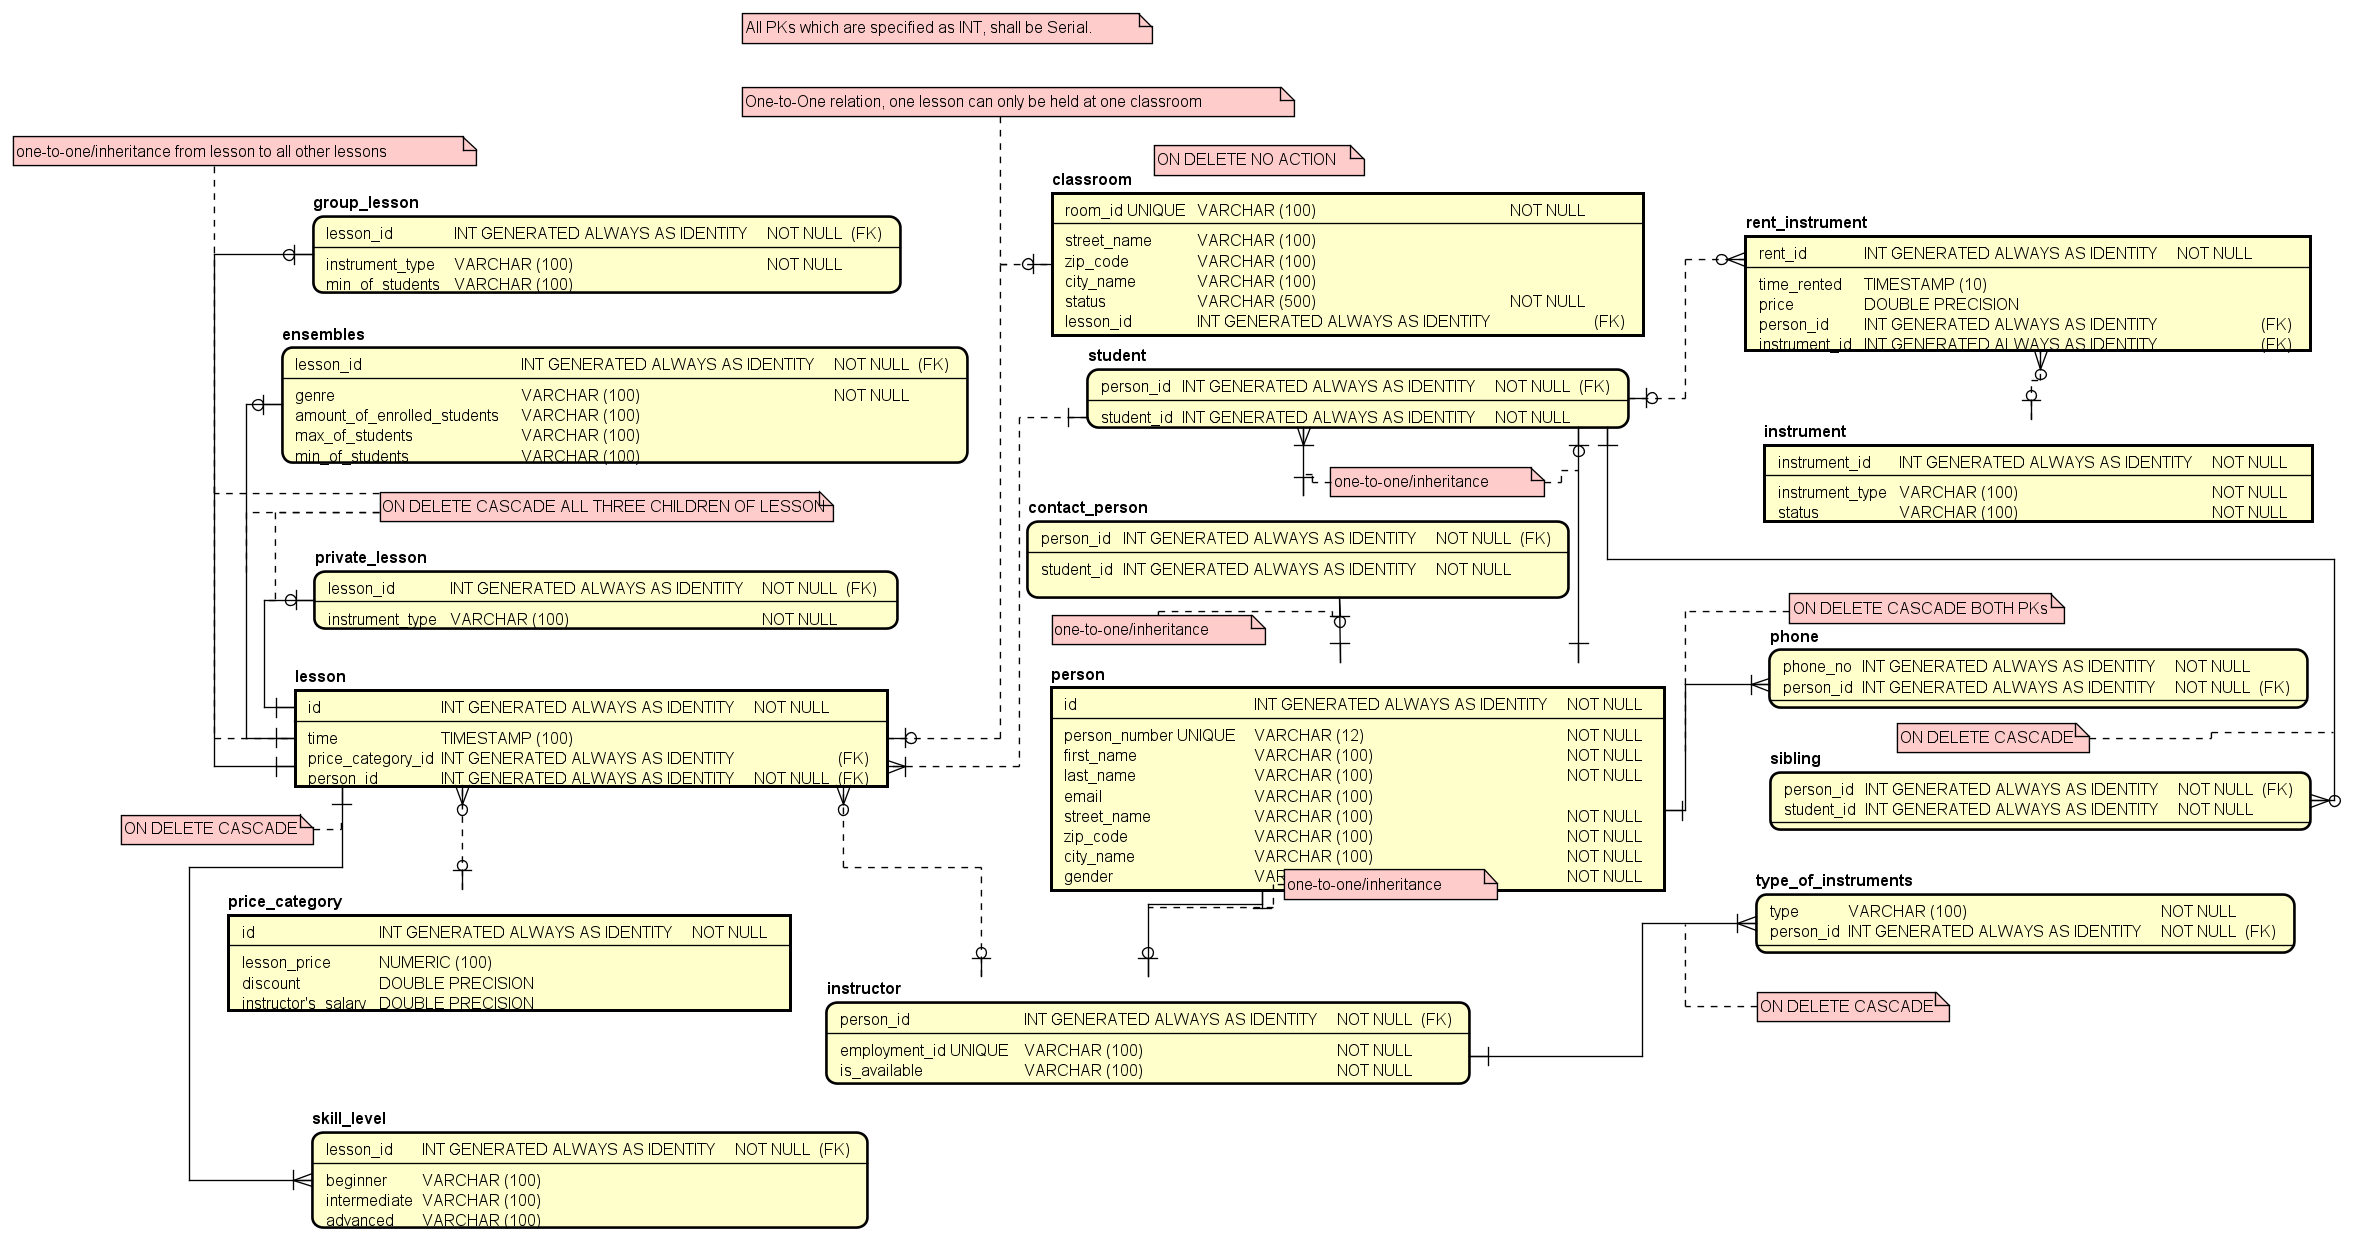 All PKs which are specified as INT, shall be Serial.
One-to-One relation, one lesson can only be held at one classroom
one-to-one/inheritance from lesson to all other lessons
ON DELETE NO ACTION
classroom
room_id UNIQUE VARCHAR (100) NOT NULL
street_name VARCHAR (100)
zip_code VARCHAR (100)
city_name VARCHAR (100)
status VARCHAR (500) NOT NULL
lesson_id INT GENERATED ALWAYS AS IDENTITY (FK)
group_lesson
lesson_id INT GENERATED ALWAYS AS IDENTITY NOT NULL (FK)
instrument_type VARCHAR (100) NOT NULL
min_of_students VARCHAR (100)
rent_instrument
rent_id INT GENERATED ALWAYS AS IDENTITY NOT NULL
time_rented TIMESTAMP (10)
price DOUBLE PRECISION
person_id INT GENERATED ALWAYS AS IDENTITY (FK)
instrument_id INT GENERATED ALWAYS AS IDENTITY (FK)
ensembles
lesson_id INT GENERATED ALWAYS AS IDENTITY NOT NULL (FK)
genre VARCHAR (100) NOT NULL
amount_of_enrolled_students VARCHAR (100)
max_of_students VARCHAR (100)
min_of_students VARCHAR (100)
student
person_id INT GENERATED ALWAYS AS IDENTITY NOT NULL (FK)
student_id INT GENERATED ALWAYS AS IDENTITY NOT NULL
instrument
instrument_id INT GENERATED ALWAYS AS IDENTITY NOT NULL
instrument_type VARCHAR (100) NOT NULL
status VARCHAR (100) NOT NULL
one-to-one/inheritance
ON DELETE CASCADE ALL THREE CHILDREN OF LESSON
contact_person
person_id INT GENERATED ALWAYS AS IDENTITY NOT NULL (FK)
student_id INT GENERATED ALWAYS AS IDENTITY NOT NULL
private_lesson
lesson_id INT GENERATED ALWAYS AS IDENTITY NOT NULL (FK)
instrument_type VARCHAR (100) NOT NULL
one-to-one/inheritance
ON DELETE CASCADE BOTH PKs
phone
phone_no INT GENERATED ALWAYS AS IDENTITY NOT NULL
person_id INT GENERATED ALWAYS AS IDENTITY NOT NULL (FK)
lesson
id INT GENERATED ALWAYS AS IDENTITY NOT NULL
time TIMESTAMP (100)
price_category_id INT GENERATED ALWAYS AS IDENTITY (FK)
person_id INT GENERATED ALWAYS AS IDENTITY NOT NULL (FK)
person
id INT GENERATED ALWAYS AS IDENTITY NOT NULL
person_number UNIQUE VARCHAR (12) NOT NULL
first_name VARCHAR (100) NOT NULL
last_name VARCHAR (100) NOT NULL
email VARCHAR (100)
street_name VARCHAR (100) NOT NULL
zip_code VARCHAR (100) NOT NULL
city_name VARCHAR (100) NOT NULL
gender NOT NULL
one-to-one/inheritance
ON DELETE CASCADE
sibling
person_id INT GENERATED ALWAYS AS IDENTITY NOT NULL (FK)
student_id INT GENERATED ALWAYS AS IDENTITY NOT NULL
ON DELETE CASCADE
price_category
id INT GENERATED ALWAYS AS IDENTITY NOT NULL
lesson_price NUMERIC (100)
discount DOUBLE PRECISION
instructor's_salary DOUBLE PRECISION
type_of_instruments
type VARCHAR (100) NOT NULL
person_id INT GENERATED ALWAYS AS IDENTITY NOT NULL (FK)
ON DELETE CASCADE
instructor
person_id INT GENERATED ALWAYS AS IDENTITY NOT NULL (FK)
employment_id UNIQUE VARCHAR (100) NOT NULL
is_available VARCHAR (100) NOT NULL
skill_level
lesson_id INT GENERATED ALWAYS AS IDENTITY NOT NULL (FK)
beginner VARCHAR (100)
intermediate VARCHAR (100)
advanced VARCHAR (100)